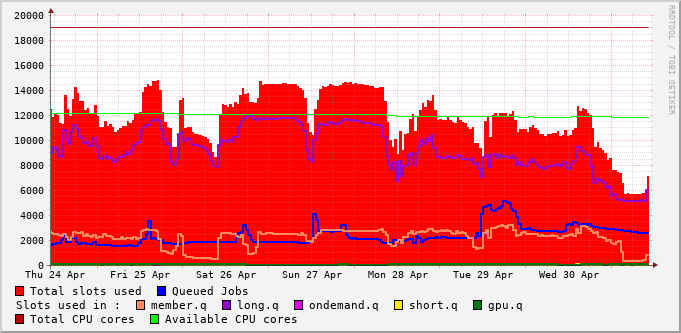 20000
18000
16000
14000
12000
10000
8000
6000
4000
2000
0
Thu 24 Apr Fri 25 Apr Sat 26 Apr Sun 27 Apr Mon 28 Apr Tue 29 Apr Wed 30 Apr
Total slots used Queued Jobs
Slots used in : member.q long.q ondemand.q short.q gpu.q
Total CPU cores Available CPU cores
RRDTOOL / TOBI OETIKER